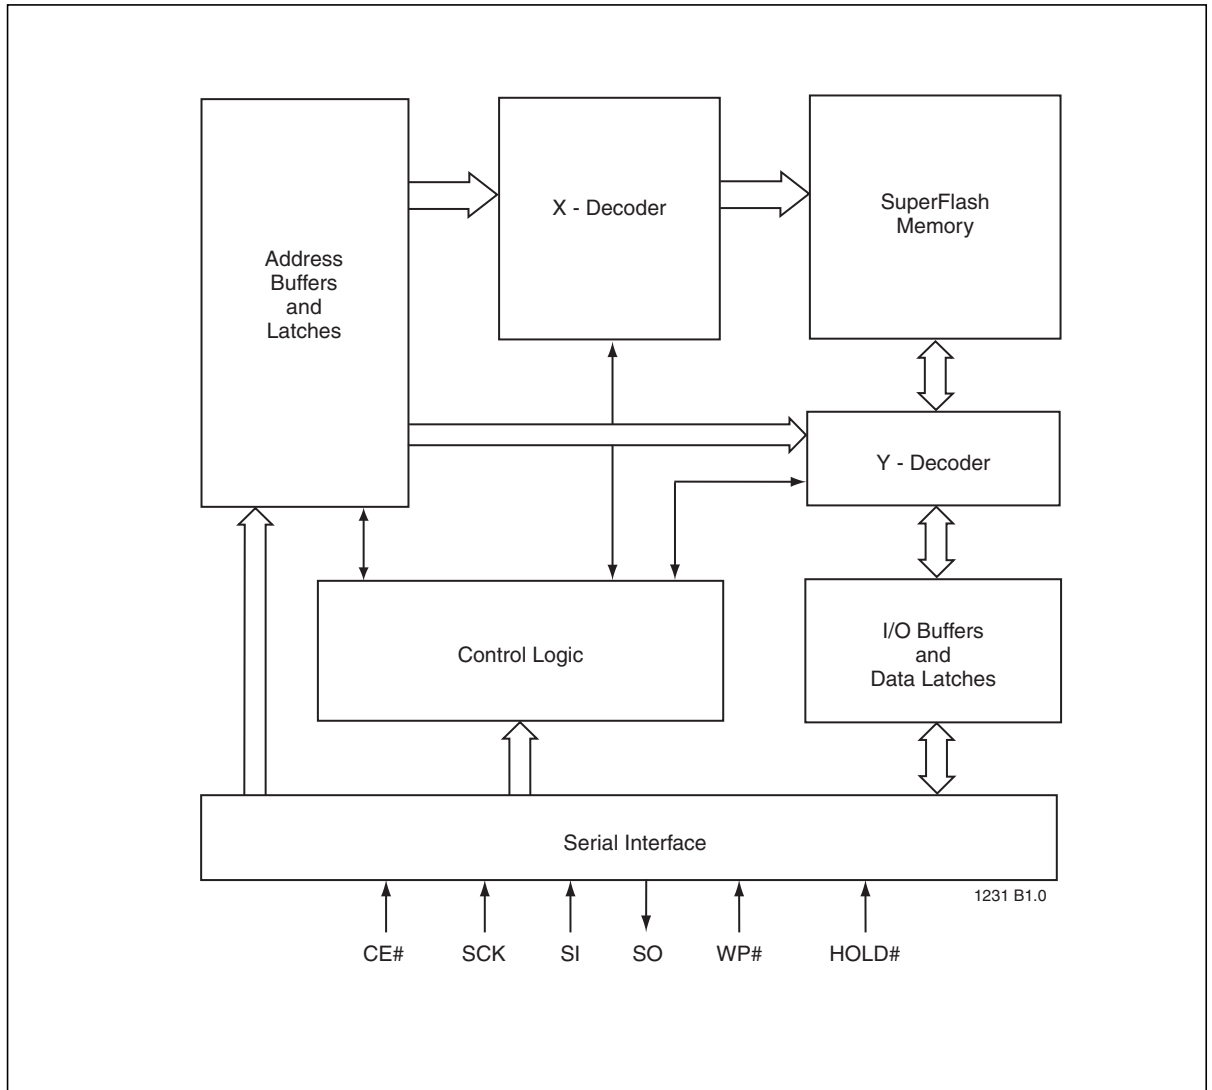 Address
Buffers
and
Latches
X - Decoder
SuperFlash
Memory
Y - Decoder
Control Logic
I/O Buffers
and
Data Latches
Serial Interface
1231 B1.0
CE# SCK SI SO WP# HOLD#